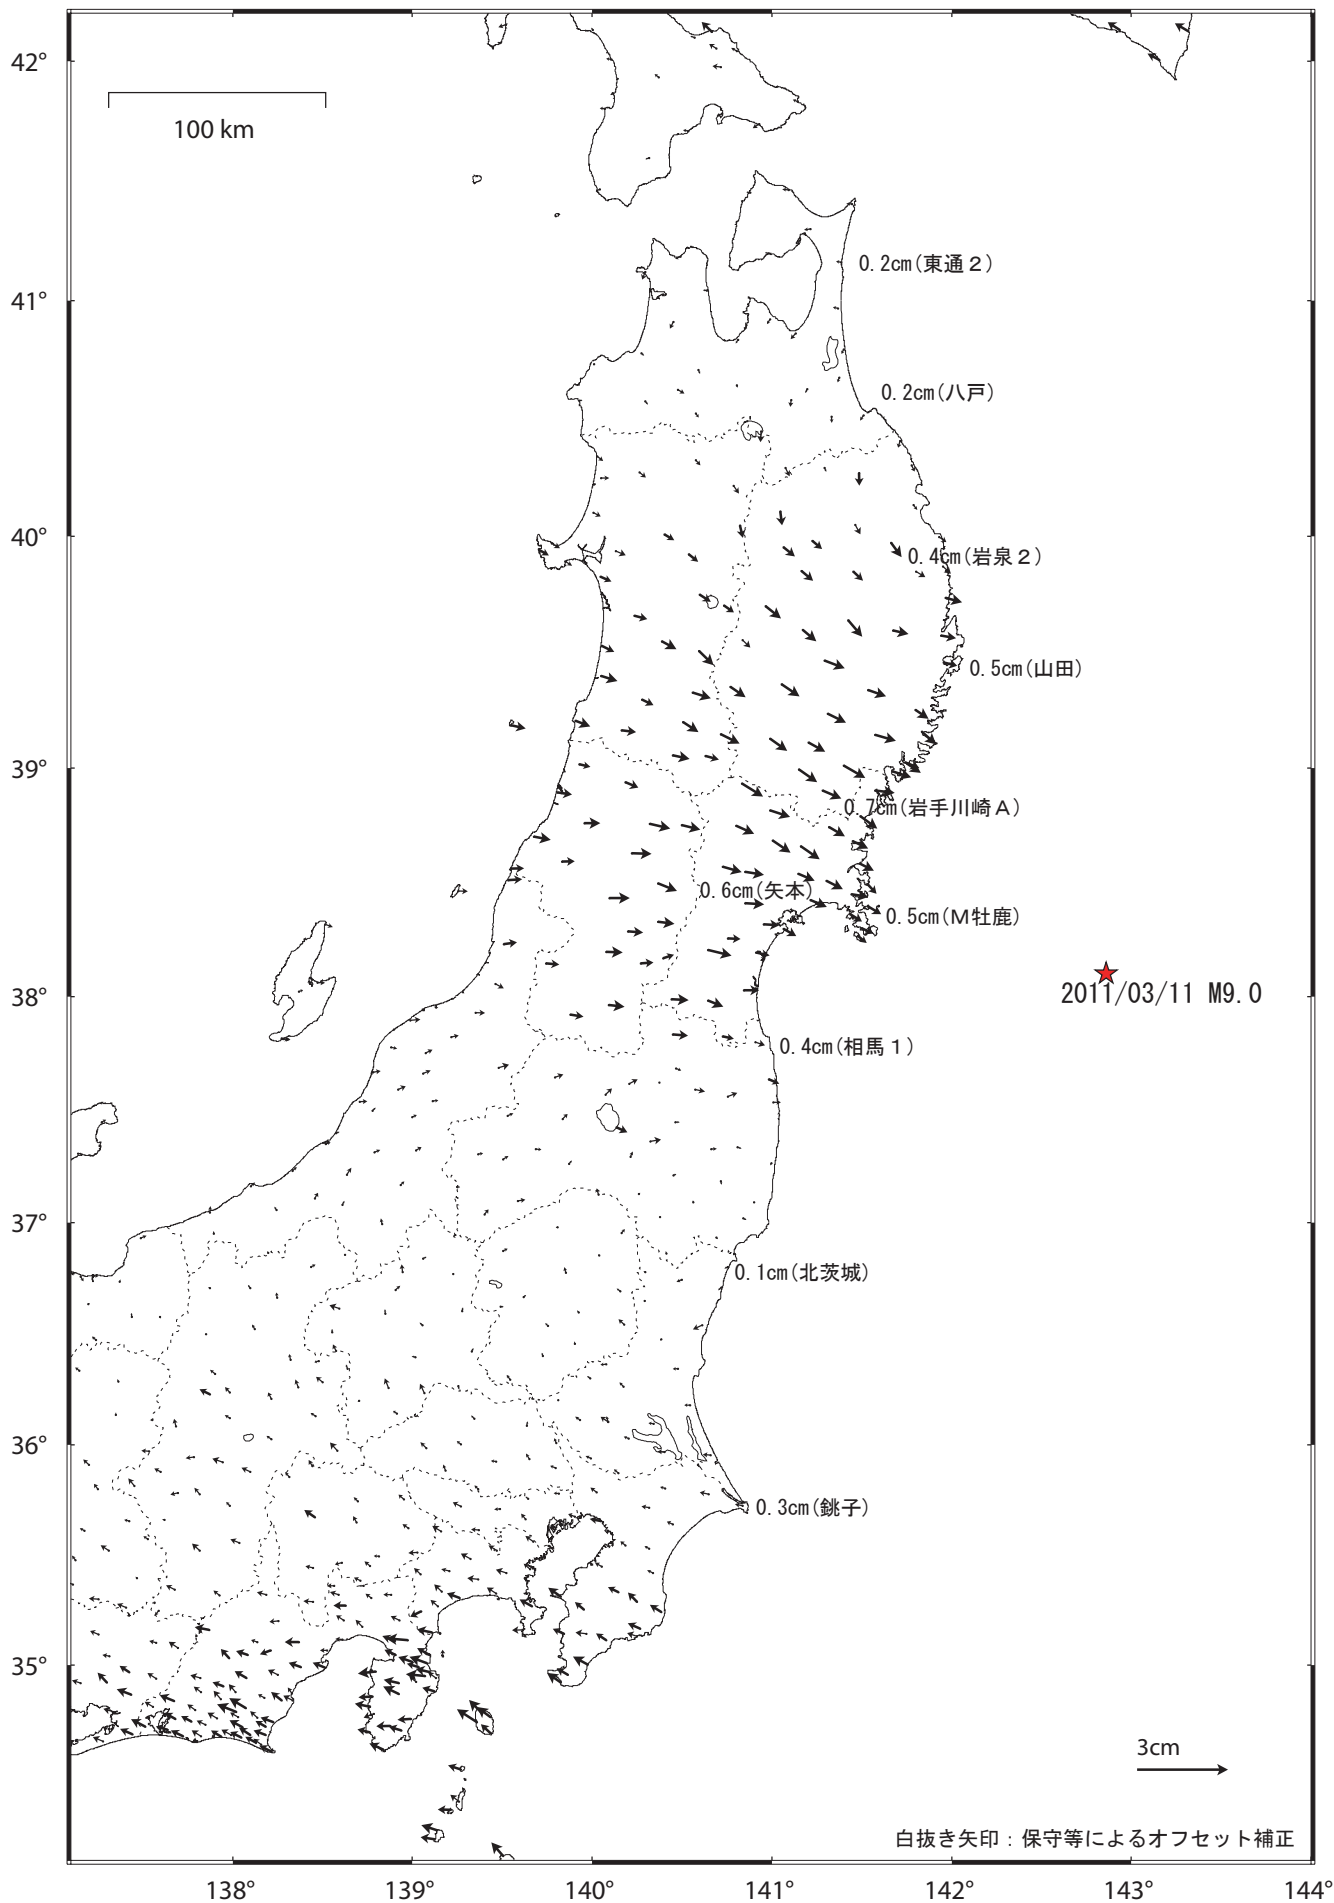 42°
100 km
0.2cm(東通２)
41°
0.2cm(八戸)
40°
0.4cm(岩泉２)
0.5cm(山田)
39°
0.7cm(岩手川崎Ａ)
0.6cm(矢本)
0.5cm(Ｍ牡鹿)
38°
2011/03/11 M9.0
0.4cm(相馬１)
37°
0.1cm(北茨城)
36°
0.3cm(銚子)
35°
3cm
白抜き矢印：保守等によるオフセット補正
138° 139° 140° 141° 142° 143° 144°